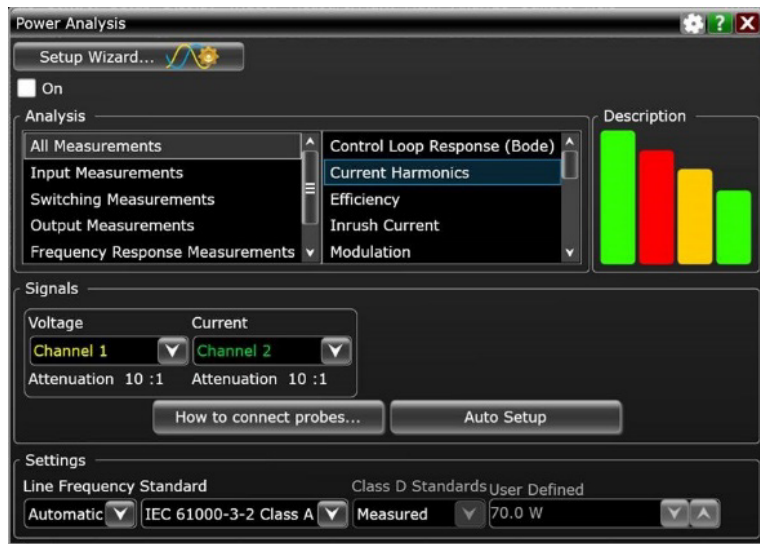 Power Analysis
?
X
Setup Wizard...
On
Analysis
Description
All Measurements
Input Measurements
Switching Measurements
Output Measurements
Frequency Response Measurements
Control Loop Response (Bode)
Current Harmonics
Efficiency
Inrush Current
Modulation
Signals
Voltage
Current
Channel 1
Channel 2
Attenuation 10 :1
Attenuation 10 :1
How to connect probes...
Auto Setup
Settings
Line Frequency
Standard
Class D Standards
User Defined
Automatic
IEC 61000-3-2 Class A
Measured
70.0 W